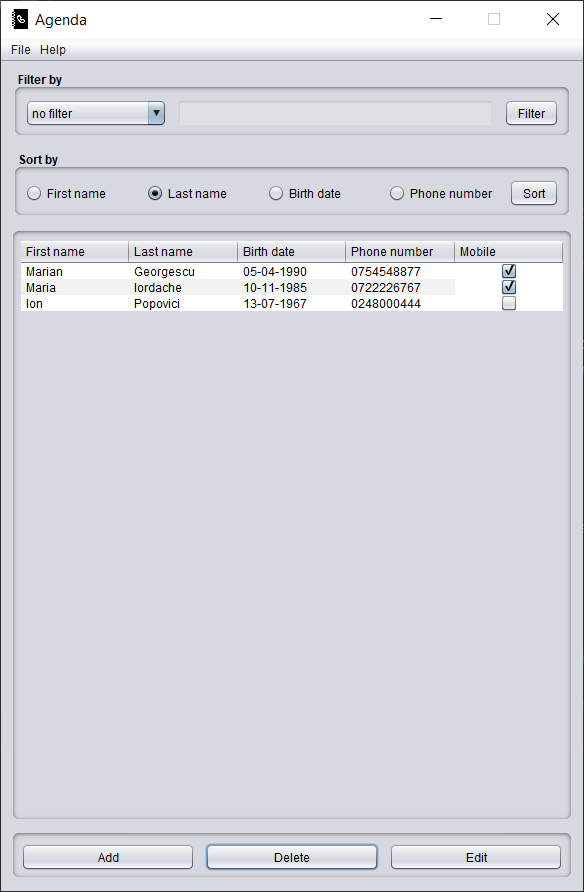 Agenda
File Help
Filter by
no filter Filter
Sort by
First name Last name Birth date Phone number Sort
First name Last name Birth date Phone number Mobile
Marian Georgescu 05-04-1990 0754548877
Maria Iordache 10-11-1985 0722226767
Ion Popovici 13-07-1967 0248000444
Add Delete Edit